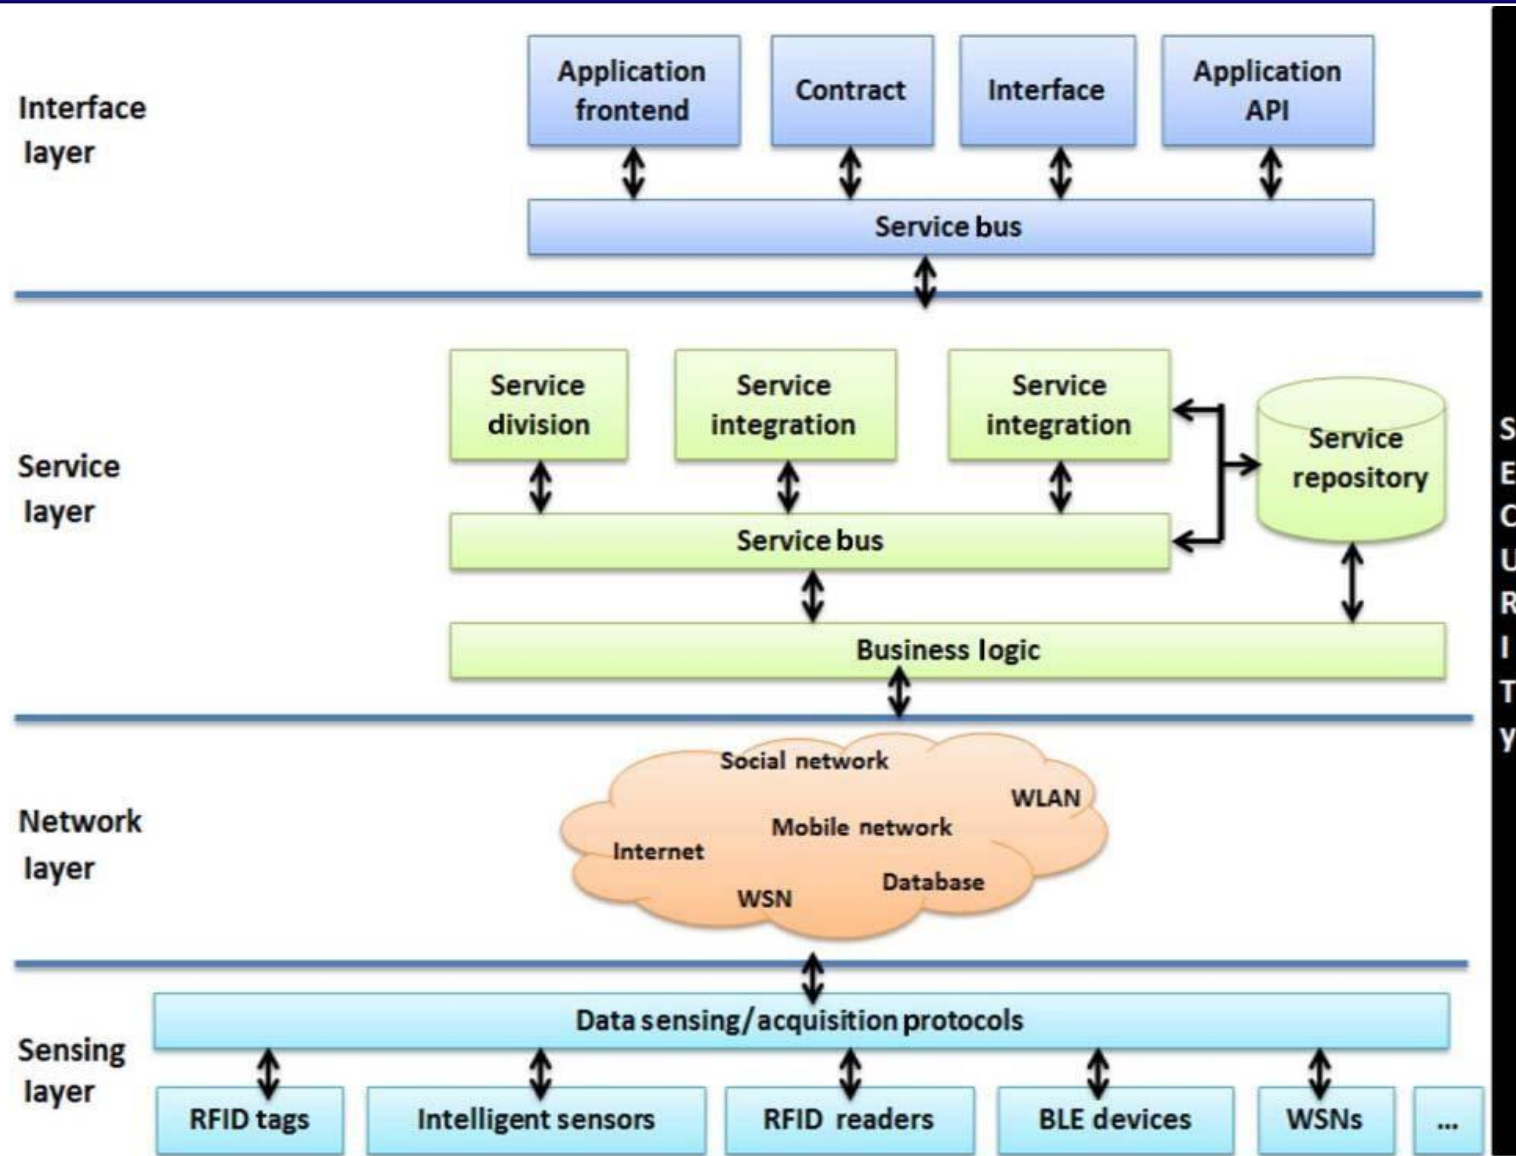 Interface
layer
Application
frontend
Contract
Interface
Application
API
Service bus
Service
layer
Service
division
Service
integration
Service
integration
Service
repository
Service bus
Business logic
Network
layer
Social network
WLAN
Mobile network
Internet
Database
WSN
Sensing
layer
Data sensing/acquisition protocols
RFID tags
Intelligent sensors
RFID readers
BLE devices
WSNs
...
S
E
C
U
R
I
T
y